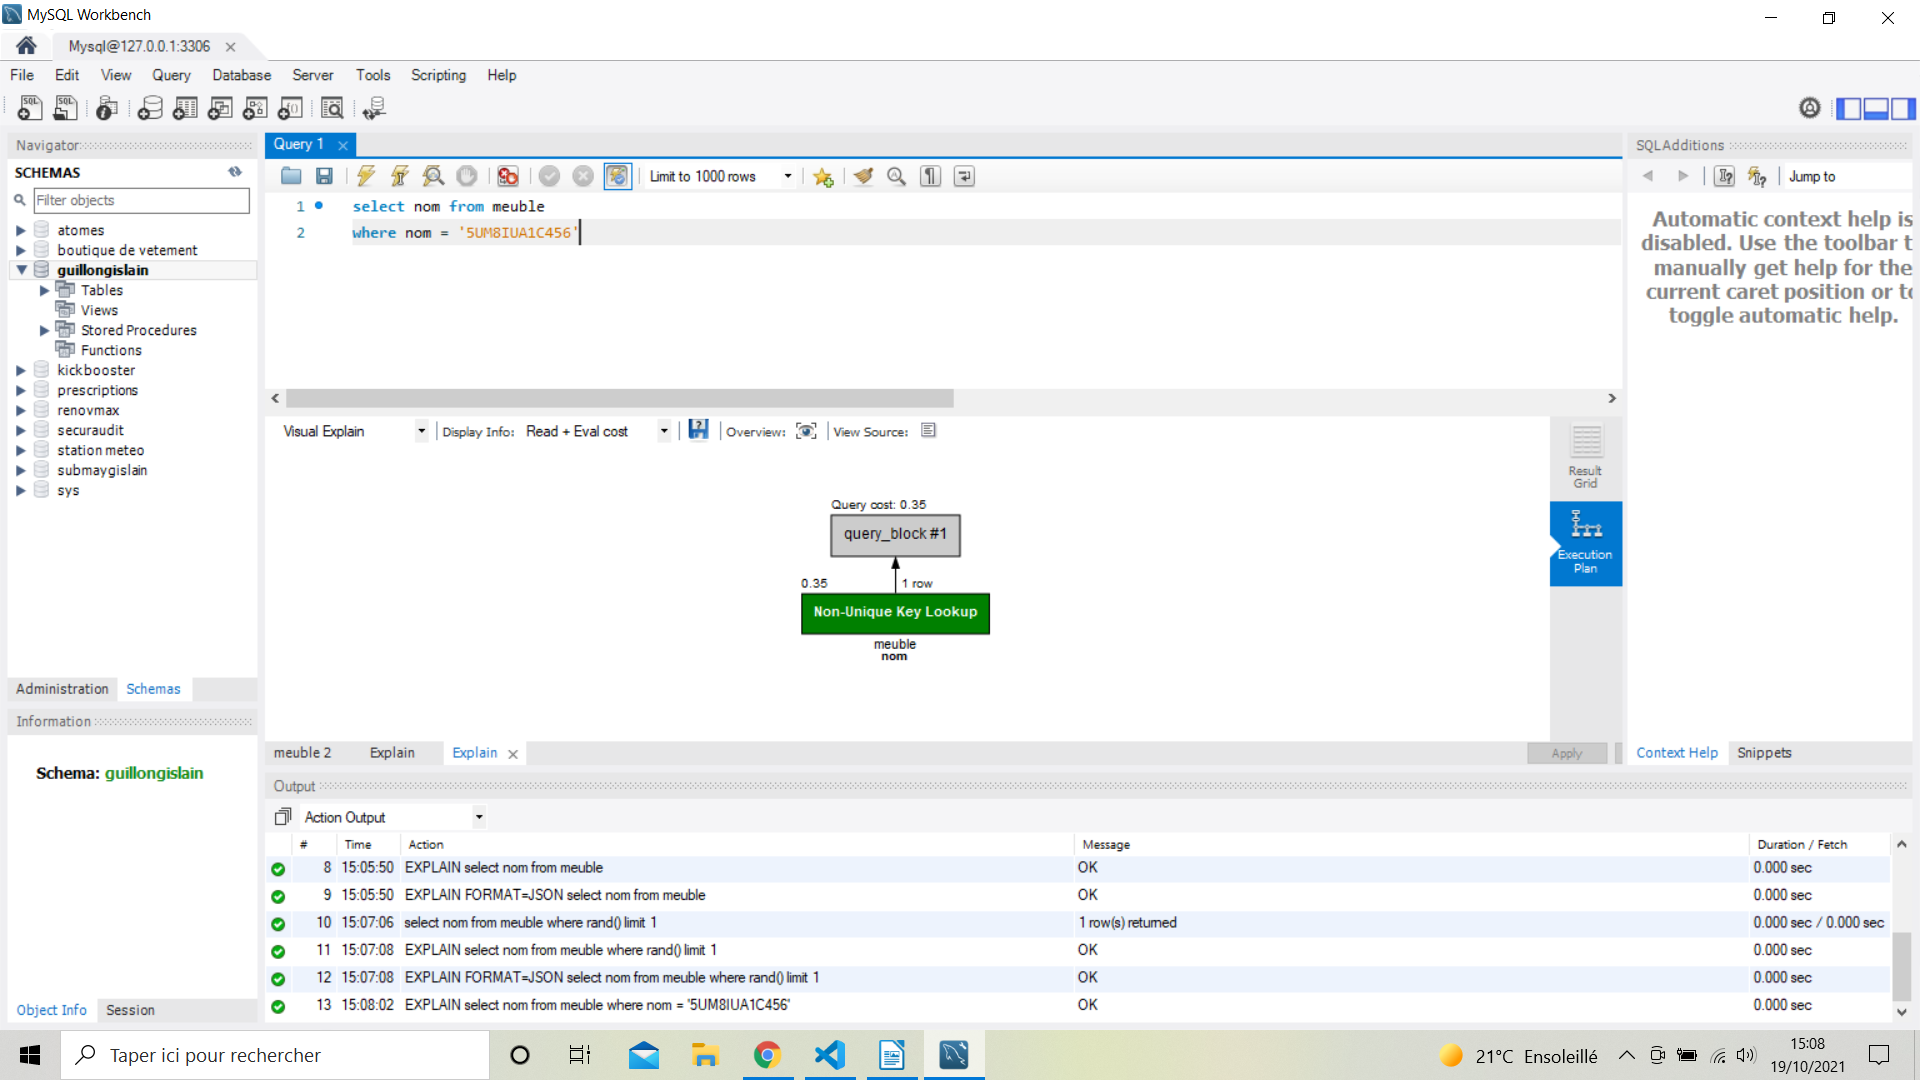 MySQL Workbench
Mysql@127.0.0.1:3306
File Edit View Query Database Server Tools Scripting Help
Navigator
SCHEMAS
Filter objects
atomes
boutique de vetement
guillongislain
Tables
Views
Stored Procedures
Functions
kickbooster
prescriptions
renovmax
securaudit
station meteo
submaygislain
sys
Administration Schemas
Information
Schema: guillongislain
Object Info Session
Query 1
Limit to 1000 rows
1 select nom from meuble
2 where nom = '5UM8IUA1C456'
Visual Explain Display Info: Read + Eval cost Overview: View Source:
Query cost: 0.35
query_block #1
0.35 1 row
Non-Unique Key Lookup
meuble
nom
Result
Grid
Execution
Plan
meuble 2 Explain Explain
Apply
SQLAdditions
Jump to
Automatic context help is
disabled. Use the toolbar t
manually get help for the
current caret position or to
toggle automatic help.
Context Help Snippets
Output
Action Output
# Time Action Message Duration / Fetch
8 15:05:50 EXPLAIN select nom from meuble OK 0.000 sec
9 15:05:50 EXPLAIN FORMAT=JSON select nom from meuble OK 0.000 sec
10 15:07:06 select nom from meuble where rand() limit 1 1 row(s) returned 0.000 sec / 0.000 sec
11 15:07:08 EXPLAIN select nom from meuble where rand() limit 1 OK 0.000 sec
12 15:07:08 EXPLAIN FORMAT=JSON select nom from meuble where rand() limit 1 OK 0.000 sec
13 15:08:02 EXPLAIN select nom from meuble where nom = '5UM8IUA1C456' OK 0.000 sec
Taper ici pour rechercher
21°C Ensoleillé
15:08
19/10/2021